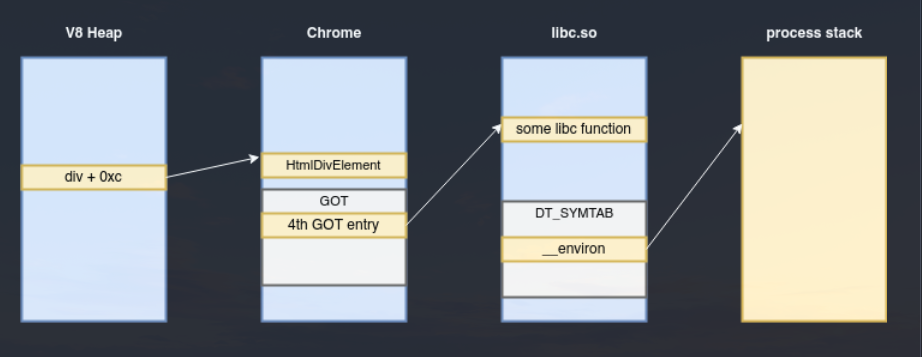 V8 Heap
Chrome
libc.so
process stack
div + 0xc
HtmlDivElement
GOT
4th GOT entry
some libc function
DT_SYMTAB
__environ